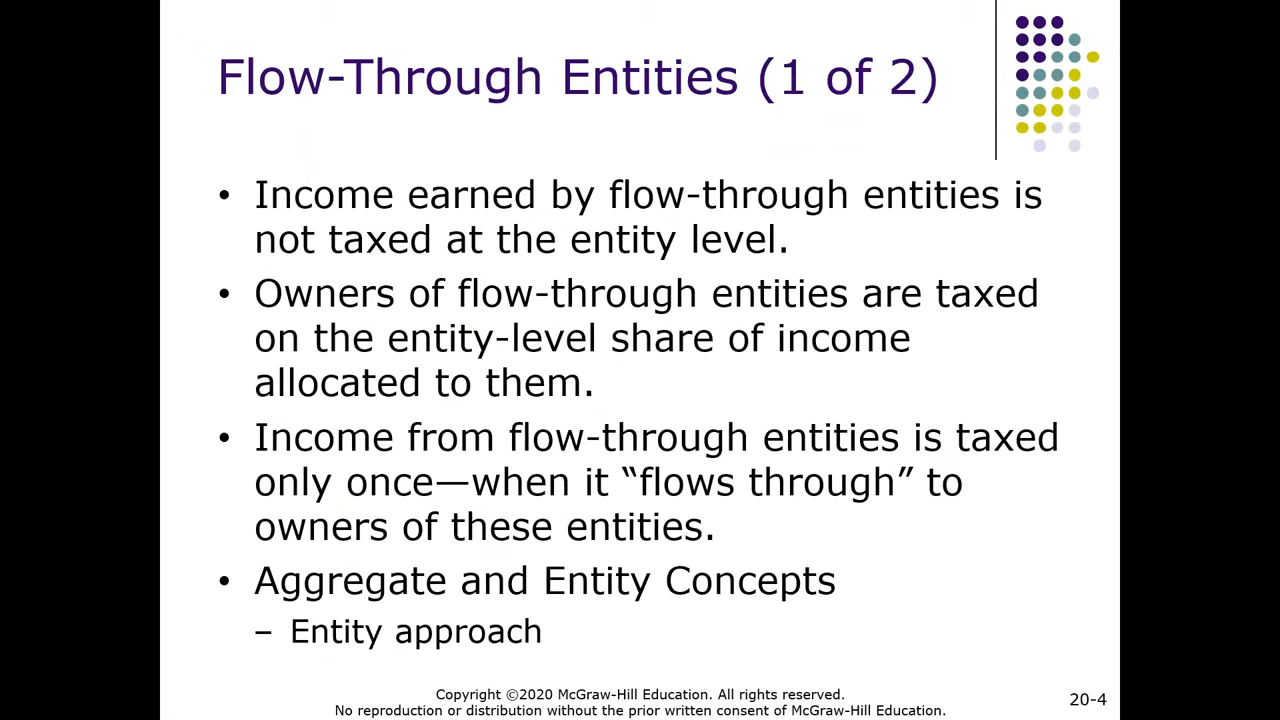 Flow-Through Entities (1 of 2)
• Income earned by flow-through entities is
not taxed at the entity level.
• Owners of flow-through entities are taxed
on the entity-level share of income
allocated to them.
• Income from flow-through entities is taxed
only once—when it “flows through” to
owners of these entities.
• Aggregate and Entity Concepts
– Entity approach
Copyright ©2020 McGraw-Hill Education. All rights reserved.
No reproduction or distribution without the prior written consent of McGraw-Hill Education.
20-4